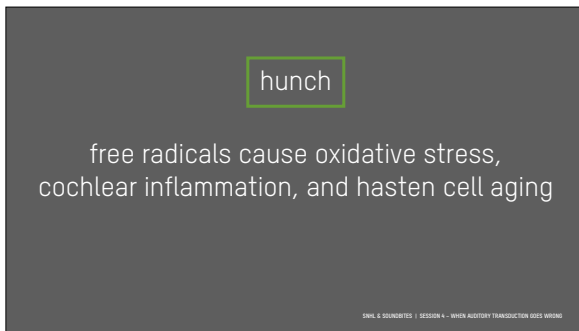 hunch
free radicals cause oxidative stress,
cochlear inflammation, and hasten cell aging
SNHL & SOUNDBITES | SESSION 4 – WHEN AUDITORY TRANSDUCTION GOES WRONG